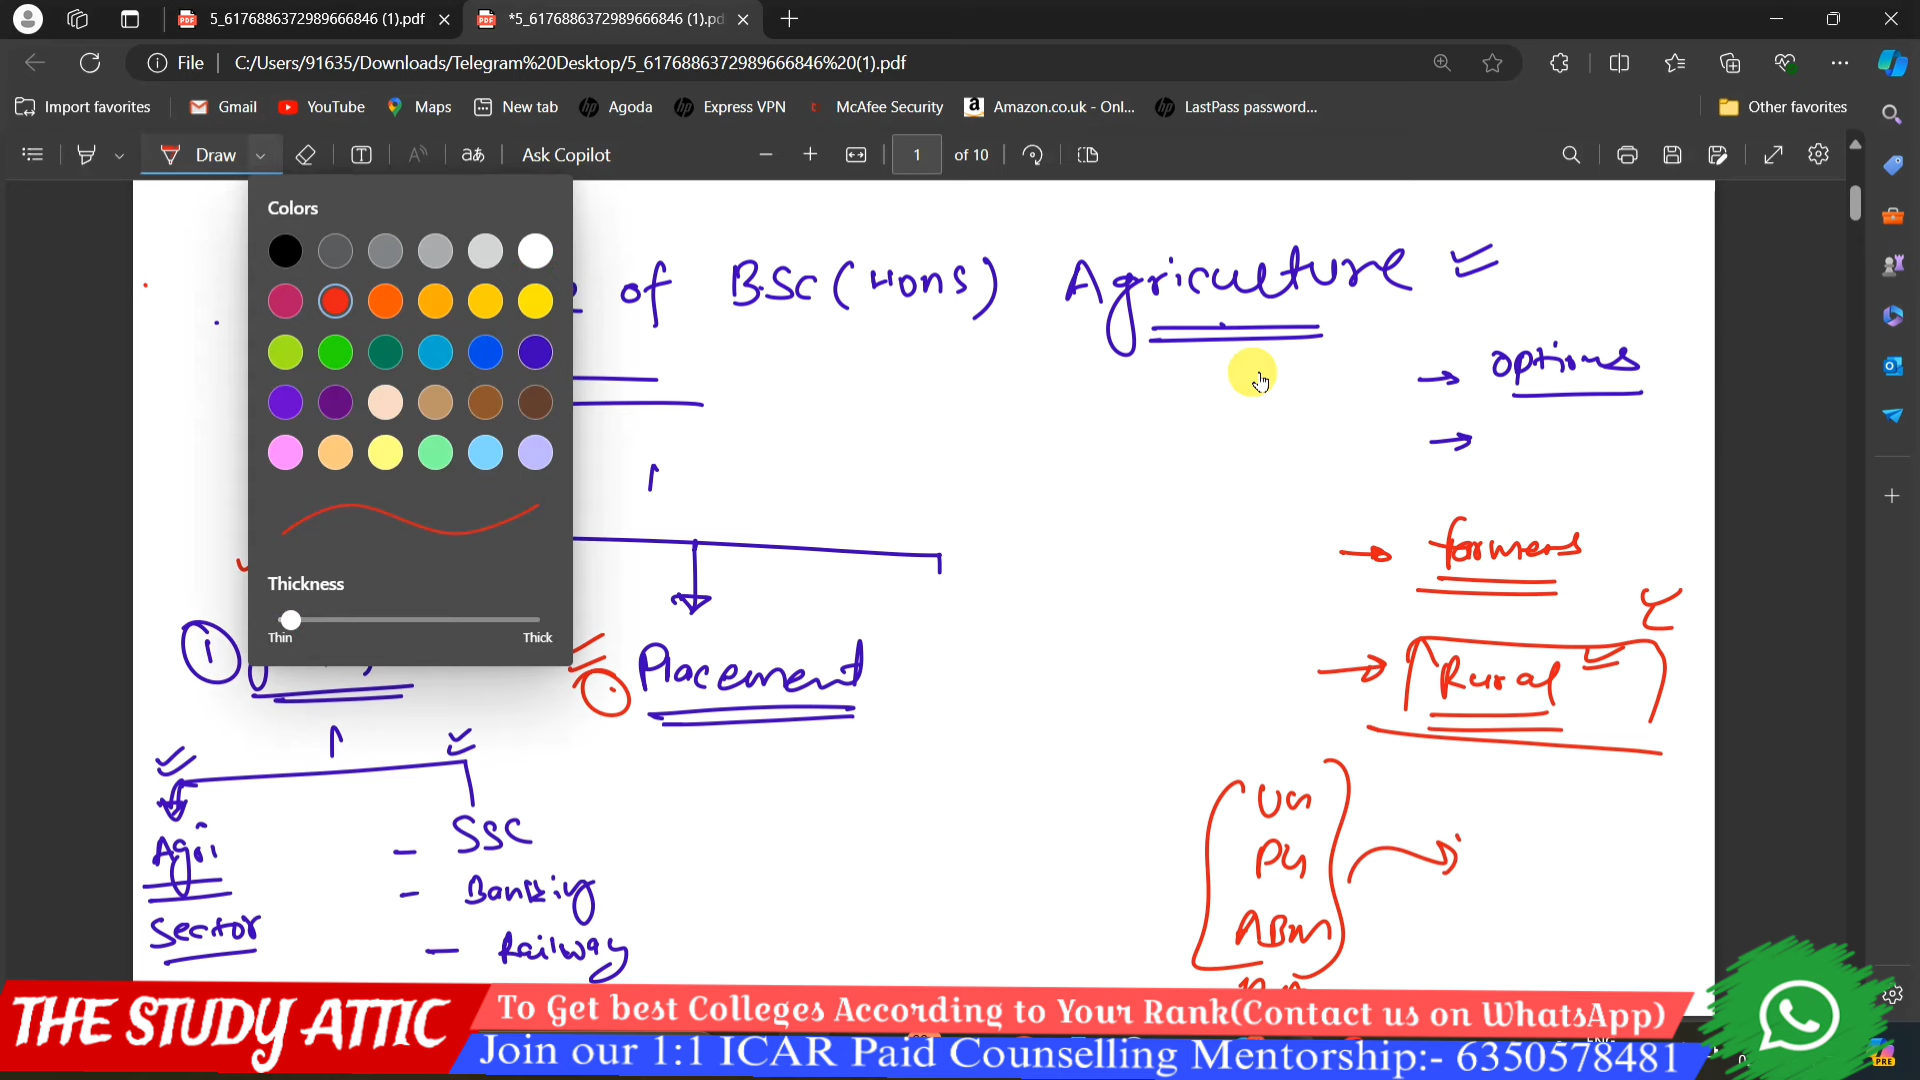 5_6176886372989666846 (1).pdf
*5_6176886372989666846 (1).pd
File
C:/Users/91635/Downloads/Telegram%20Desktop/5_6176886372989666846%20(1).pdf
Import favorites
Gmail
YouTube
Maps
New tab
Agoda
Express VPN
McAfee Security
Amazon.co.uk - Onl...
LastPass password...
Other favorites
Draw
Ask Copilot
1
of 10
Colors
of BSc(Hons) Agriculture
options
Thickness
Thin
Thick
farmers
Rural
1
Placement
Agri
Sector
- SSC
- Banking
- Railway
UG
PG
ABM
THE STUDY ATTIC
To Get best Colleges According to Your Rank(Contact us on WhatsApp)
Join our 1:1 ICAR Paid Counselling Mentorship:- 6350578481
PRE